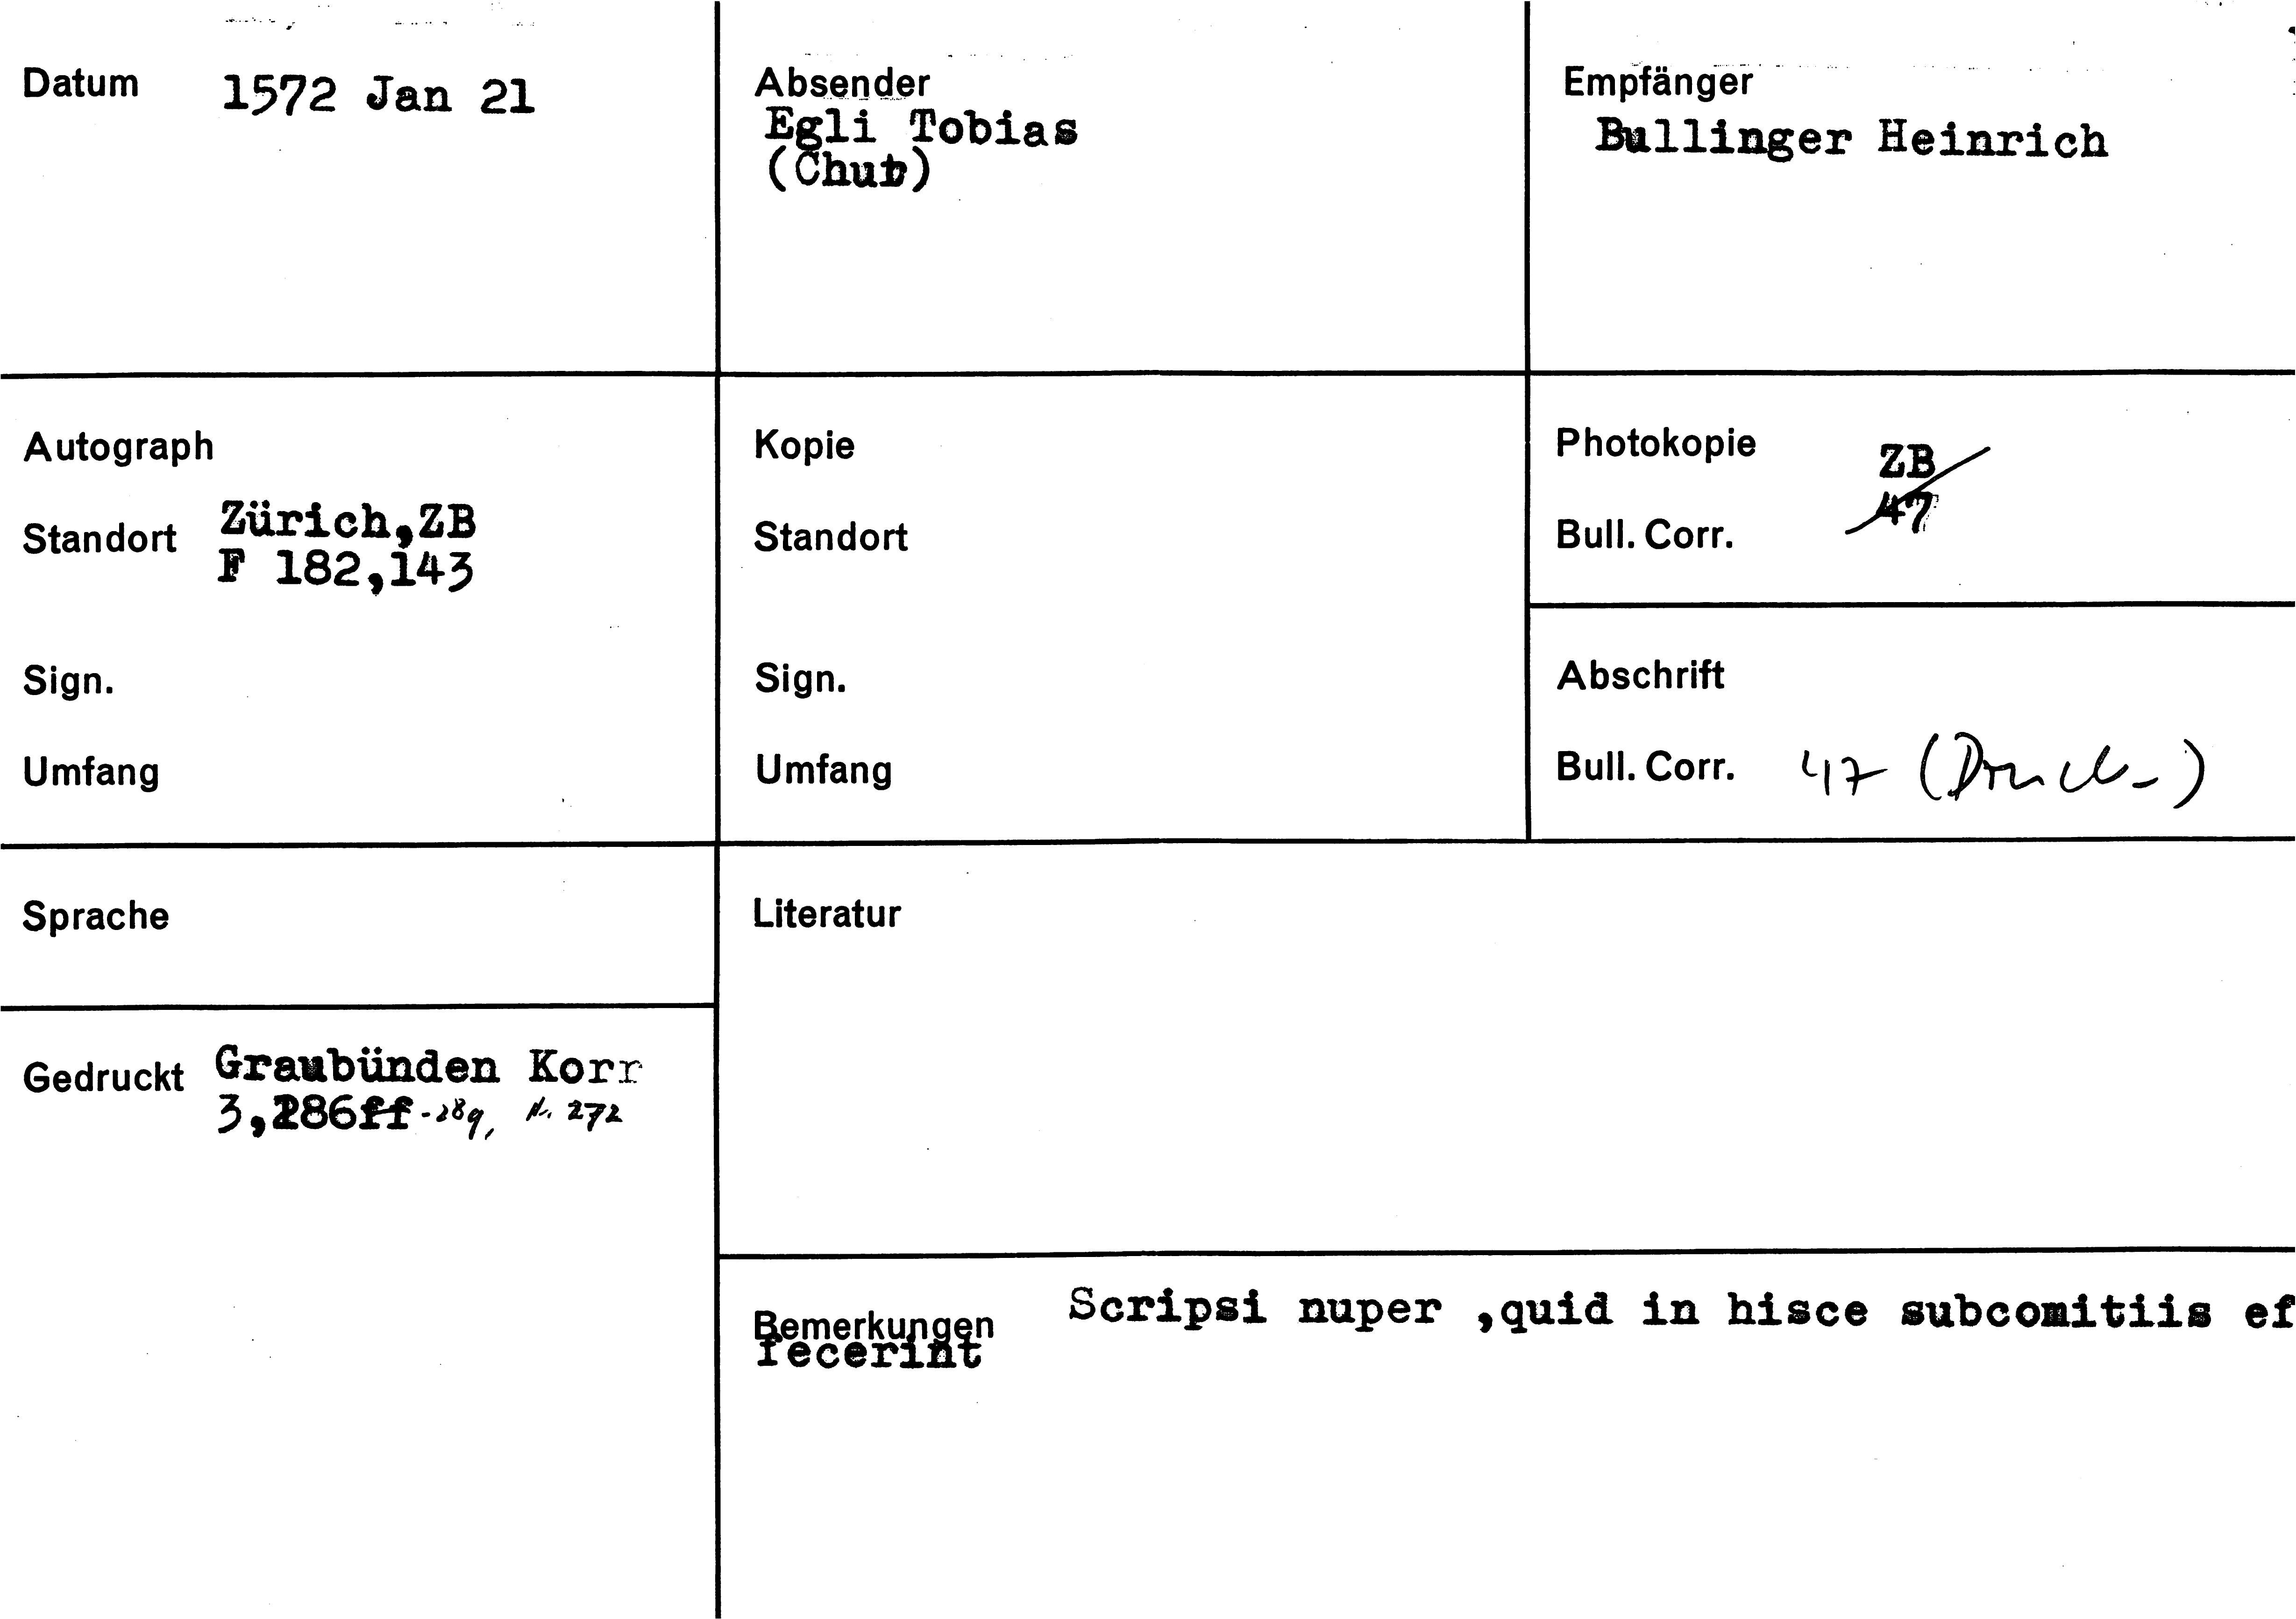 Datum 1572 Jan 21
Absender
Egli Tobias
(Chur)
Empfänger
Bullinger Heinrich
Autograph
Standort Zürich,ZB
F 182,143
Sign.
Umfang
Kopie
Standort
Sign.
Umfang
Photokopie ZB
Bull. Corr. 47
Abschrift
Bull. Corr. 47 (Druck)
Sprache
Literatur
Gedruckt Graubünden Korr
3,286ff-289, N. 272
Bemerkungen Scripsi nuper ,quid in hisce subcomitiis ef
fecerint